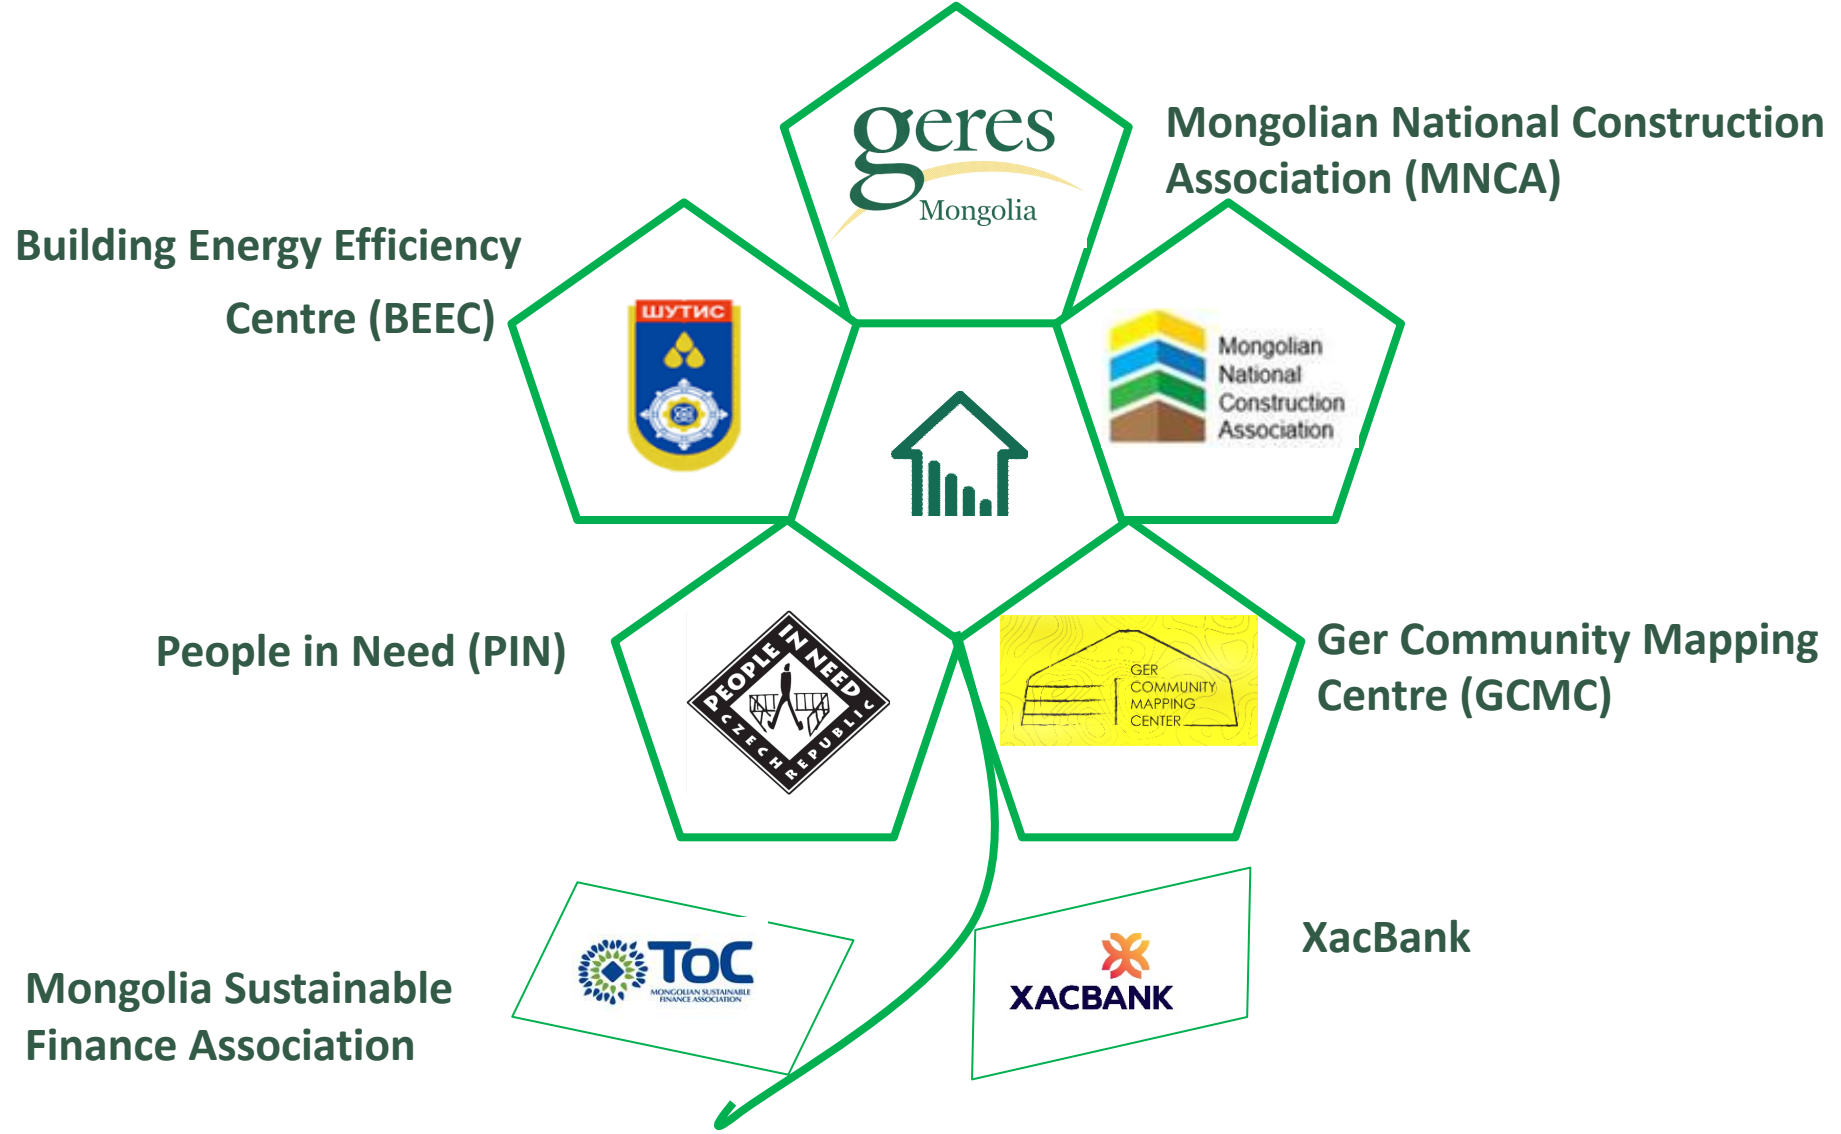 geres
Mongolia
Mongolian National Construction
Association (MNCA)
Building Energy Efficiency
Centre (BEEC)
ШУТИС
Mongolian
National
Construction
Association
People in Need (PIN)
PEOPLE IN NEED
CZECH REPUBLIC
GER
COMMUNITY
MAPPING
CENTER
Ger Community Mapping
Centre (GCMC)
Mongolia Sustainable
Finance Association
ToC
MONGOLIAN SUSTAINABLE
FINANCE ASSOCIATION
XACBANK
XacBank